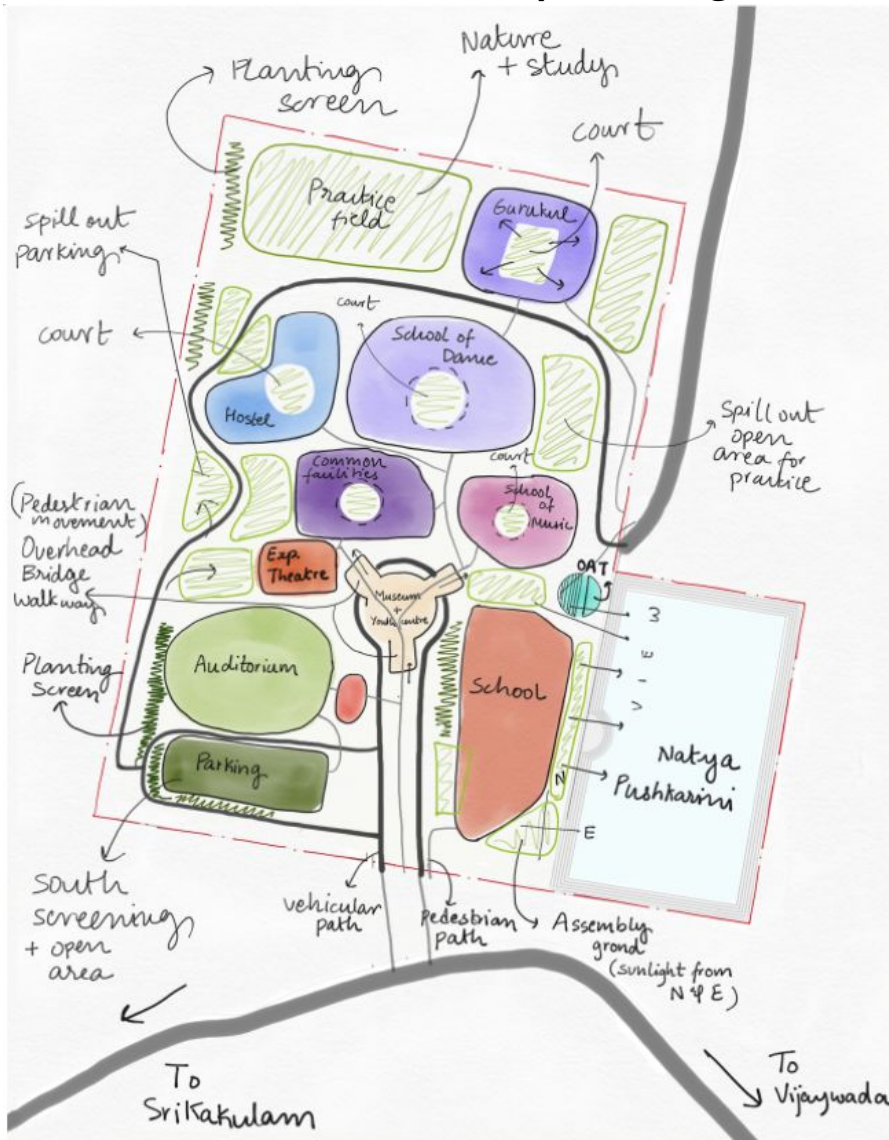 Nature
+ study
Planting
screen
court
Practice
field
Gurukul
spill out
parking
court
court
School of
Dance
Hostel
Spill out
open
area for
practice
common
facilities
court
School
of
Music
(Pedestrian
movement)
Overhead
Bridge
walkway
Exp.
Theatre
OAT
Museum
+
Youth centre
VIEW
Planting
Screen
Auditorium
School
Natya
Pushkarini
Parking
N
E
South
screening
+ open
area
vehicular
path
Pedestrian
path
Assembly
grond
(sunlight from
N & E)
To
Srikakulam
To
Vijaywada